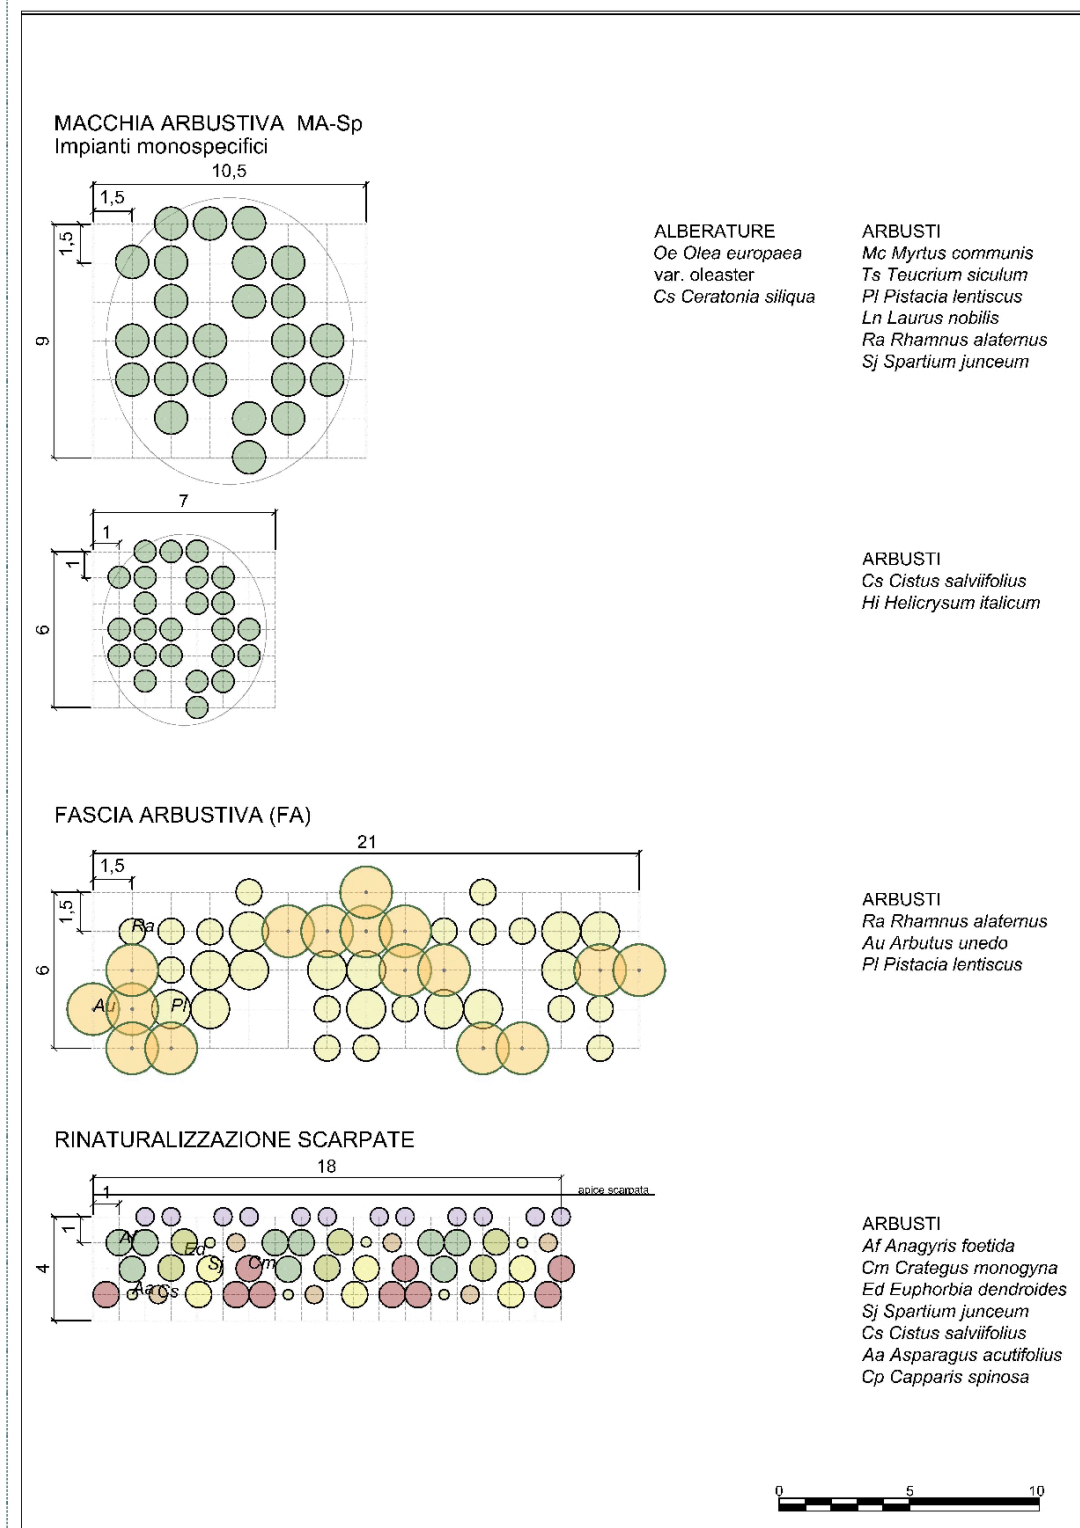 MACCHIA ARBUSTIVA MA-Sp
Impianti monospecifici
10,5
1,5
1,5
9
ALBERATURE
Oe Olea europaea
var. oleaster
Cs Ceratonia siliqua
ARBUSTI
Mc Myrtus communis
Ts Teucrium siculum
Pl Pistacia lentiscus
Ln Laurus nobilis
Ra Rhamnus alaternus
Sj Spartium junceum
7
1
1
6
ARBUSTI
Cs Cistus salviifolius
Hi Helicrysum italicum
FASCIA ARBUSTIVA (FA)
21
1,5
1,5
6
Ra
Au
Pl
ARBUSTI
Ra Rhamnus alaternus
Au Arbutus unedo
Pl Pistacia lentiscus
RINATURALIZZAZIONE SCARPATE
18
apice scarpata
1
1
4
Af
Ed
Sj
Cm
Aa
Cs
ARBUSTI
Af Anagyris foetida
Cm Crategus monogyna
Ed Euphorbia dendroides
Sj Spartium junceum
Cs Cistus salviifolius
Aa Asparagus acutifolius
Cp Capparis spinosa
0 5 10